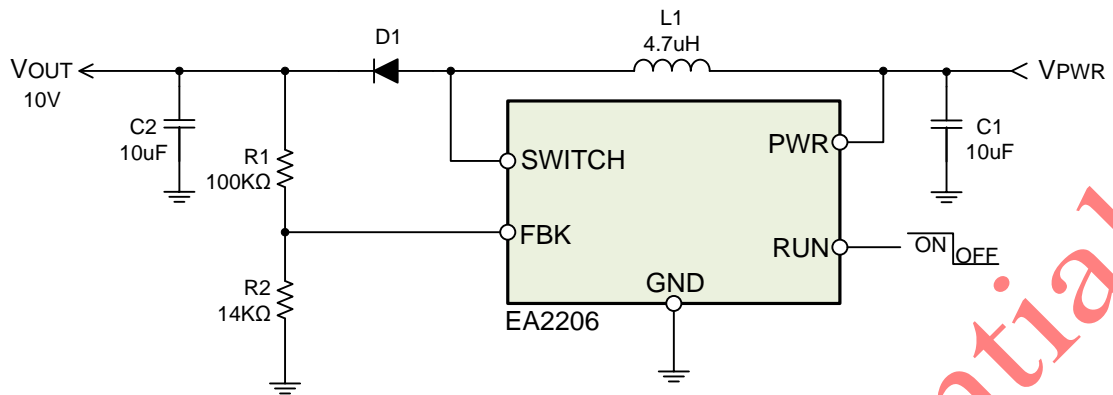 L1
4.7uH
D1
VOUT
10V
VPWR
C2
10uF
C1
10uF
R1
100KΩ
SWITCH
PWR
FBK
RUN
ON
OFF
R2
14KΩ
GND
EA2206